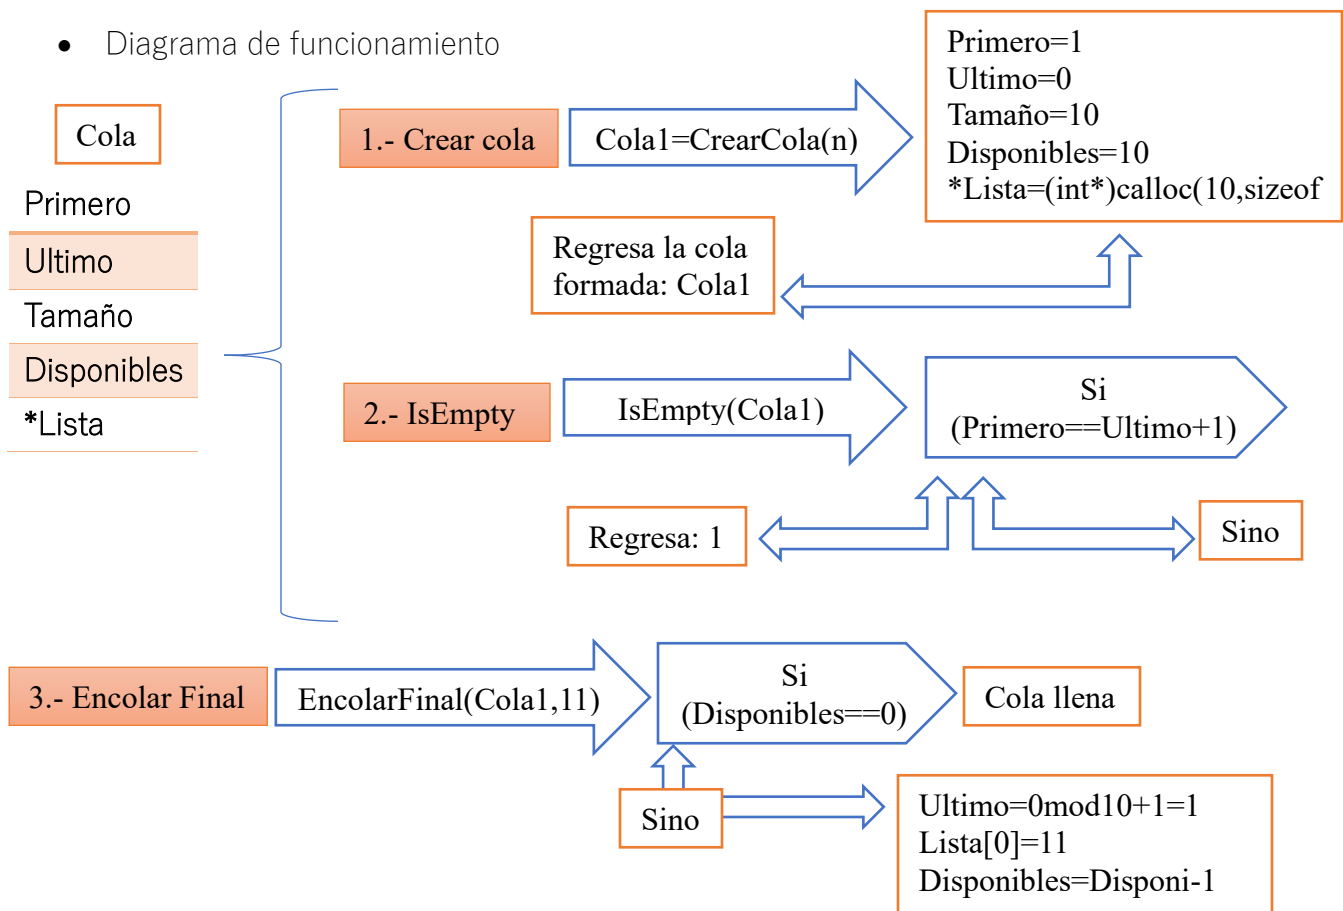 • Diagrama de funcionamiento
Cola
Primero
Ultimo
Tamaño
Disponibles
*Lista
1.- Crear cola
Cola1=CrearCola(n)
Primero=1
Ultimo=0
Tamaño=10
Disponibles=10
*Lista=(int*)calloc(10,sizeof
Regresa la cola
formada: Cola1
2.- IsEmpty
IsEmpty(Cola1)
Si
(Primero==Ultimo+1)
Regresa: 1
Sino
3.- Encolar Final
EncolarFinal(Cola1,11)
Si
(Disponibles==0)
Cola llena
Sino
Ultimo=0mod10+1=1
Lista[0]=11
Disponibles=Disponi-1